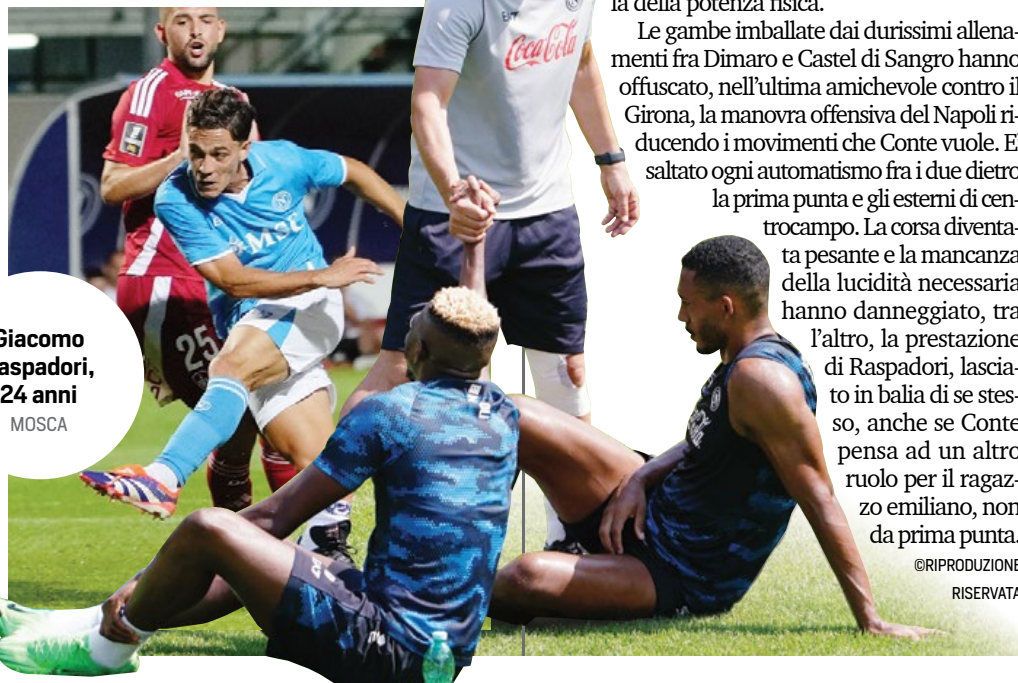 la della potenza fisica.
Le gambe imballate dai durissimi allena-
menti fra Dimaro e Castel di Sangro hanno
offuscato, nell'ultima amichevole contro il
Girona, la manovra offensiva del Napoli ri-
ducendo i movimenti che Conte vuole. E'
saltato ogni automatismo fra i due dietro
la prima punta e gli esterni di cen-
trocampo. La corsa diventa-
ta pesante e la mancanza
della lucidità necessaria
hanno danneggiato, tra
l'altro, la prestazione
di Raspadori, lascia-
to in balia di se stes-
so, anche se Conte
pensa ad un altro
ruolo per il ragaz-
zo emiliano, non
da prima punta.
©RIPRODUZIONE
RISERVATA
Giacomo
aspadori,
24 anni
MOSCA
Coca-Cola
MSC
25